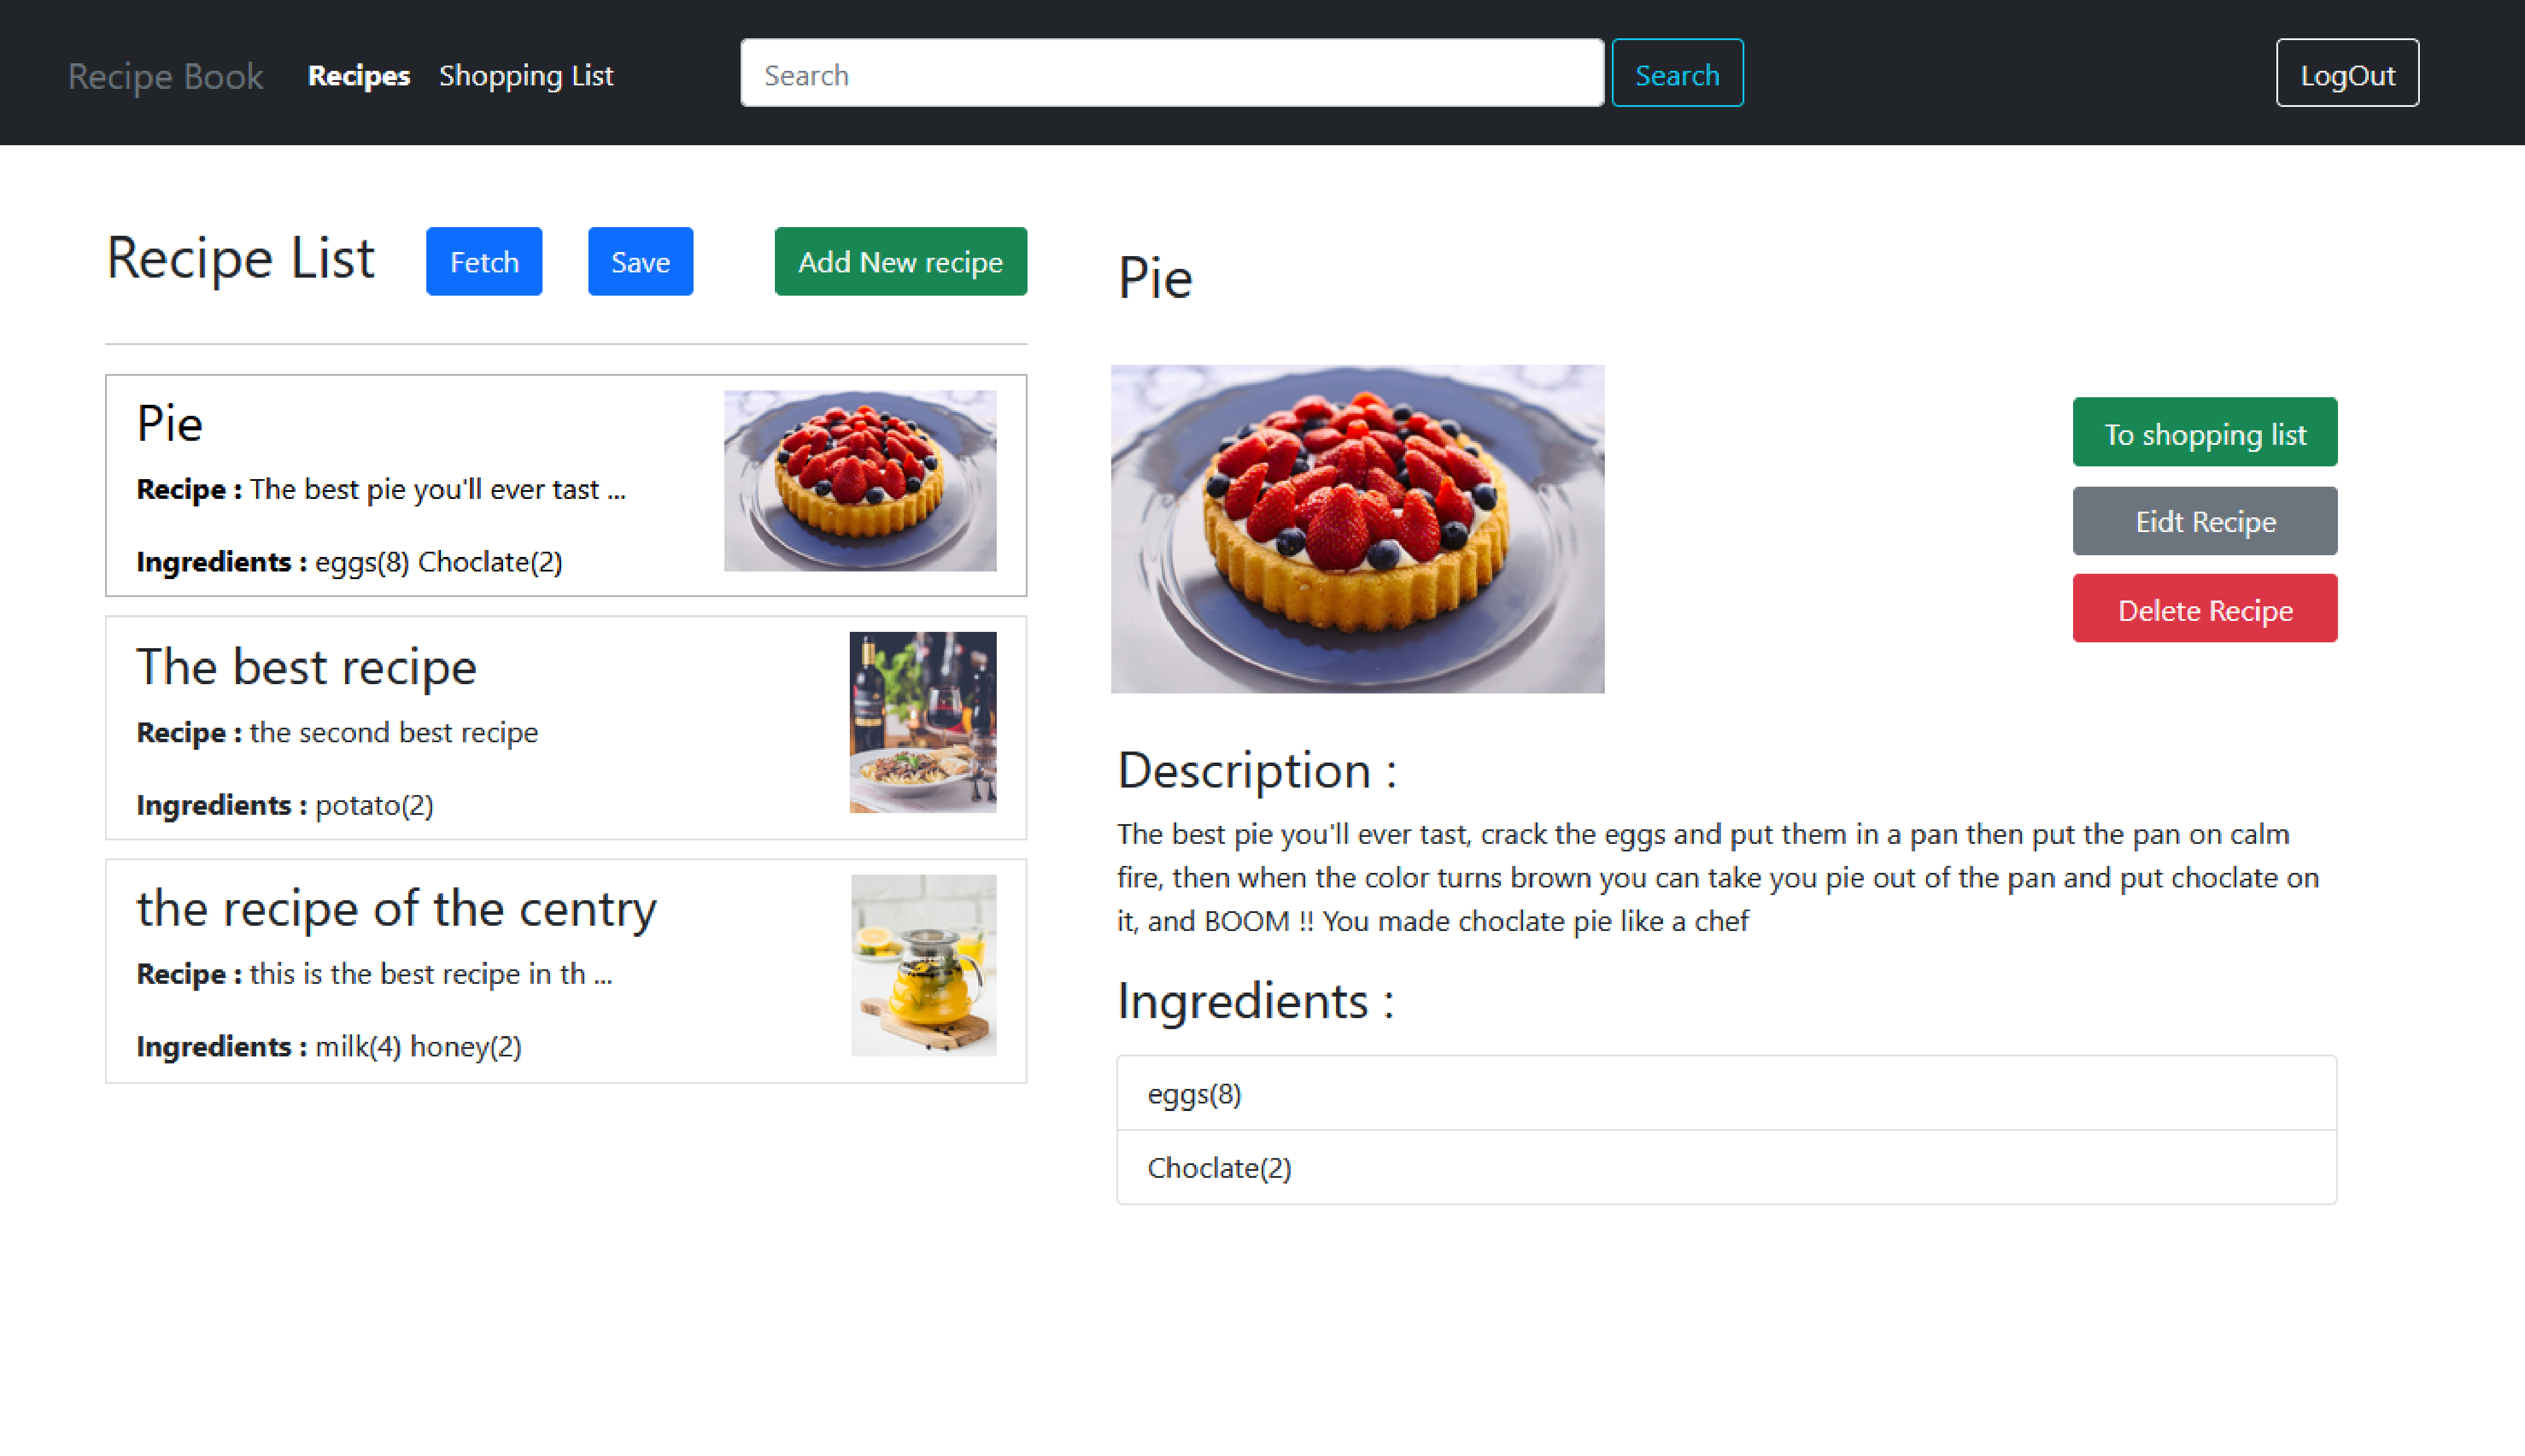 Recipe Book Recipes Shopping List Search Search LogOut
Recipe List Fetch Save Add New recipe
Pie
Recipe : The best pie you'll ever tast ...
Ingredients : eggs(8) Choclate(2)
The best recipe
Recipe : the second best recipe
Ingredients : potato(2)
the recipe of the centry
Recipe : this is the best recipe in th ...
Ingredients : milk(4) honey(2)
Pie
To shopping list
Eidt Recipe
Delete Recipe
Description :
The best pie you'll ever tast, crack the eggs and put them in a pan then put the pan on calm
fire, then when the color turns brown you can take you pie out of the pan and put choclate on
it, and BOOM !! You made choclate pie like a chef
Ingredients :
eggs(8)
Choclate(2)